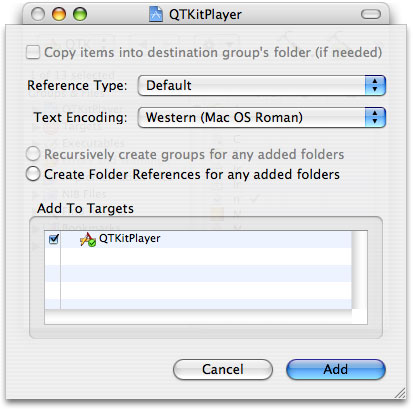 QTKitPlayer
Copy items into destination group's folder (if needed)
Reference Type: Default
Text Encoding: Western (Mac OS Roman)
Recursively create groups for any added folders
Create Folder References for any added folders
Add To Targets
QTKitPlayer
Cancel Add